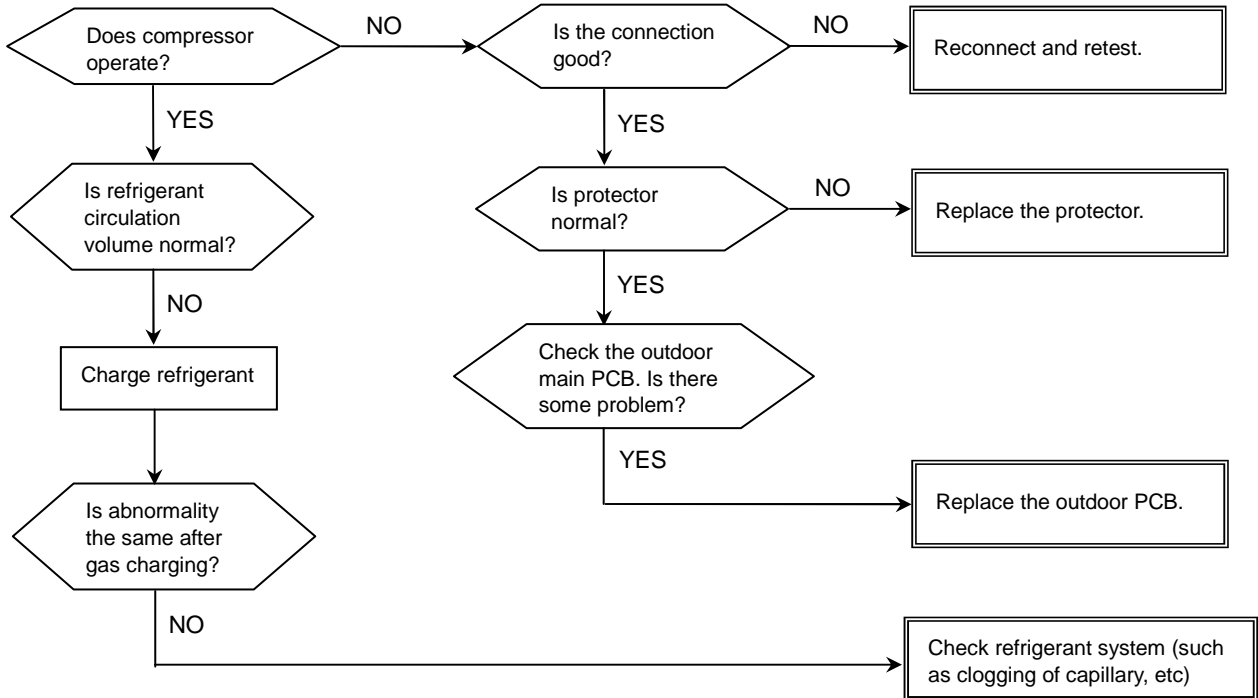 Does compressor
operate?
NO
Is the connection
good?
NO
Reconnect and retest.
YES
YES
Is refrigerant
circulation
volume normal?
Is protector
normal?
NO
Replace the protector.
NO
YES
Charge refrigerant
Check the outdoor
main PCB. Is there
some problem?
YES
Is abnormality
the same after
gas charging?
Replace the outdoor PCB.
NO
Check refrigerant system (such
as clogging of capillary, etc)